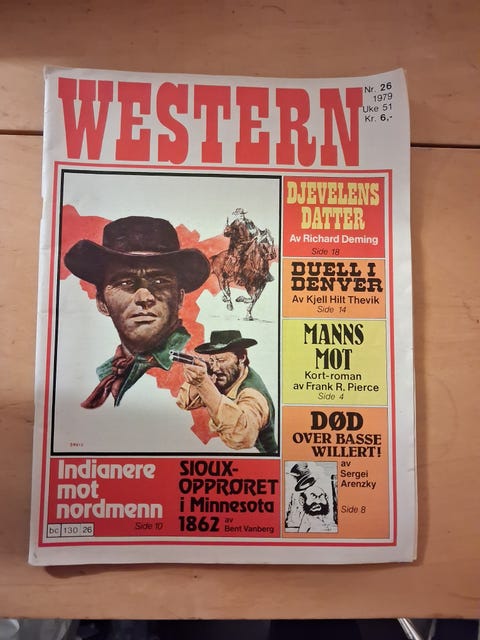 WESTERN
Nr. 26
1979
Uke 51
Kr. 6,-
DJEVELENS
DATTER
Av Richard Deming
Side 18
DUELL I
DENVER
Av Kjell Hilt Thevik
Side 14
MANNS
MOT
Kort-roman
av Frank R. Pierce
Side 4
DØD
OVER BASSE
WILLERT!
av
Sergei
Arenzky
Side 8
Indianere
mot
nordmenn
Side 10
SIOUX-
OPPRØRET
i Minnesota
1862 av
Bent Vanberg
bc 130 26